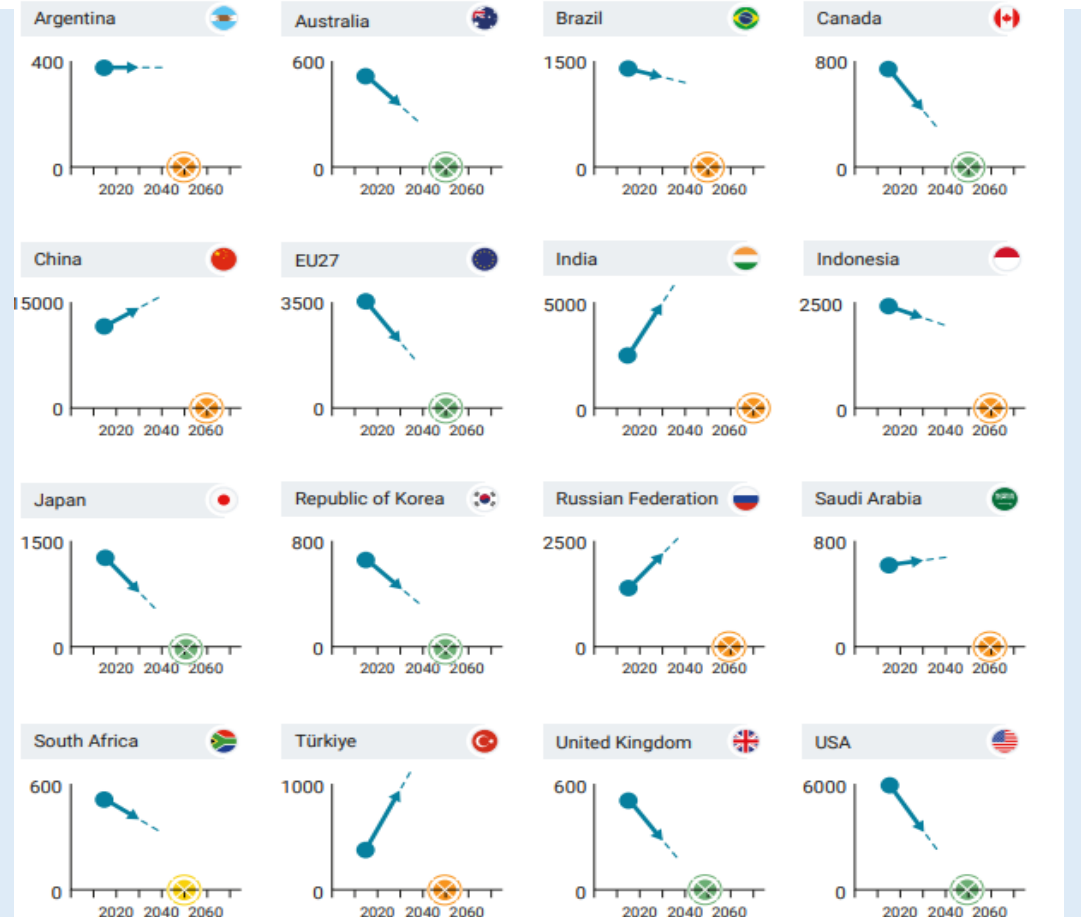 Argentina
Australia
Brazil
Canada
400
600
1500
800
0
0
0
0
2020 2040 2060
2020 2040 2060
2020 2040 2060
2020 2040 2060
China
EU27
India
Indonesia
15000
3500
5000
2500
0
0
0
0
2020 2040 2060
2020 2040 2060
2020 2040 2060
2020 2040 2060
Japan
Republic of Korea
Russian Federation
Saudi Arabia
1500
800
2500
800
0
0
0
0
2020 2040 2060
2020 2040 2060
2020 2040 2060
2020 2040 2060
South Africa
Türkiye
United Kingdom
USA
600
1000
600
6000
0
0
0
0
2020 2040 2060
2020 2040 2060
2020 2040 2060
2020 2040 2060